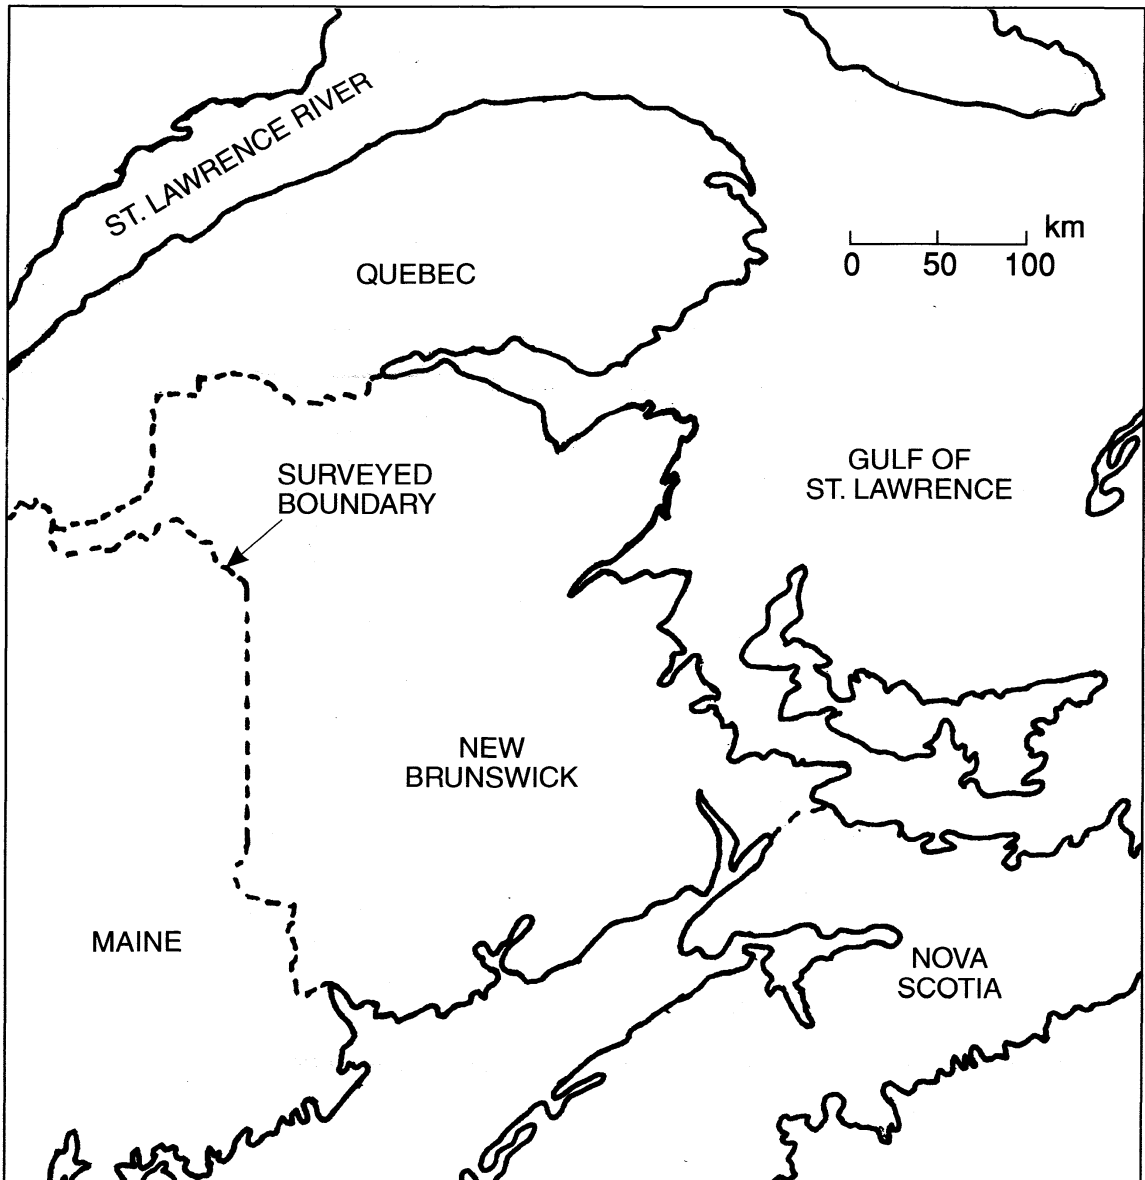 ST. LAWRENCE RIVER
km
0 50 100
QUEBEC
SURVEYED
BOUNDARY
GULF OF
ST. LAWRENCE
NEW
BRUNSWICK
MAINE
NOVA
SCOTIA